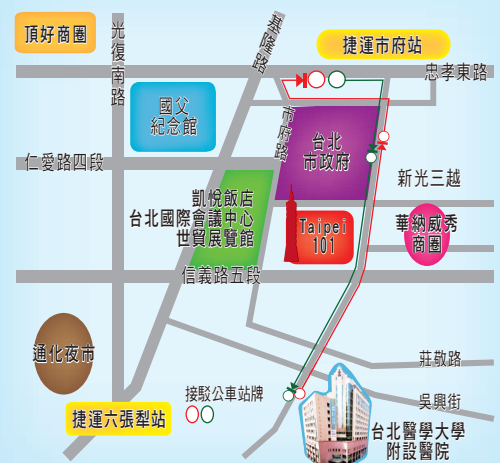 頂好商圈
光復南路
基隆路
捷運市府站
忠孝東路
國父
紀念館
市府路
台北
市政府
仁愛路四段
新光三越
凱悅飯店
台北國際會議中心
世貿展覽館
Taipei
101
華納威秀
商圈
信義路五段
通化夜市
莊敬路
接駁公車站牌
吳興街
捷運六張犁站
台北醫學大學
附設醫院